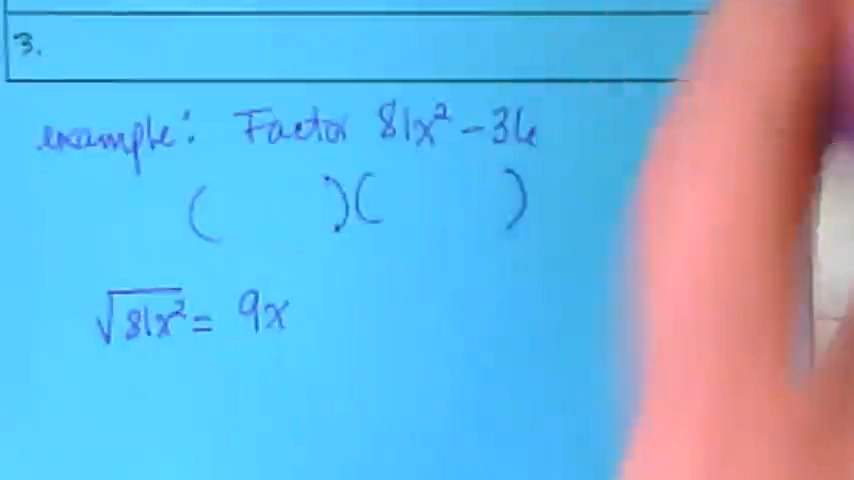 3.
example: Factor 81x² - 36
(        )(        )
√81x² = 9x